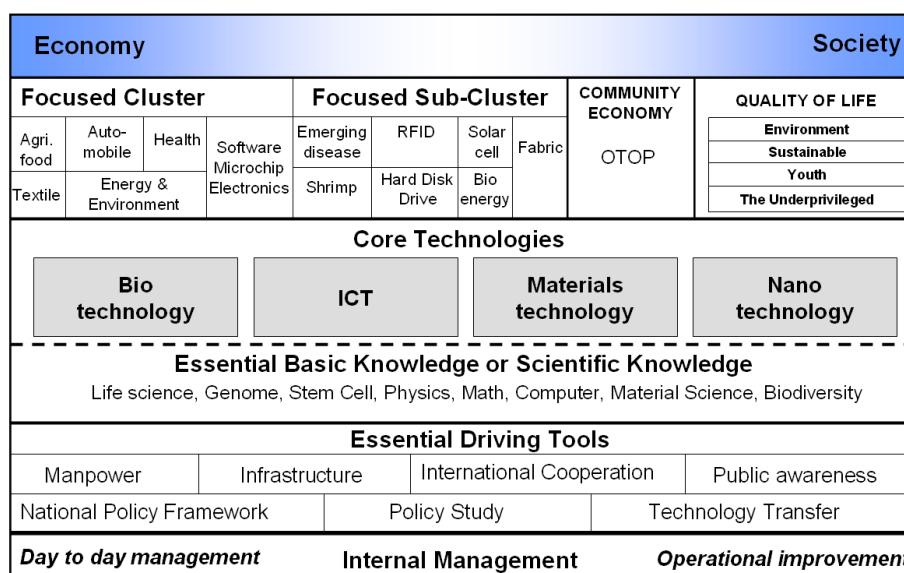 Economy
Society
Focused Cluster
Focused Sub-Cluster
COMMUNITY
ECONOMY
OTOP
QUALITY OF LIFE
Agri.
food
Auto-
mobile
Health
Software
Microchip
Electronics
Textile
Energy &
Environment
Emerging
disease
RFID
Solar
cell
Fabric
Shrimp
Hard Disk
Drive
Bio
energy
Environment
Sustainable
Youth
The Underprivileged
Core Technologies
Bio
technology
ICT
Materials
technology
Nano
technology
Essential Basic Knowledge or Scientific Knowledge
Life science, Genome, Stem Cell, Physics, Math, Computer, Material Science, Biodiversity
Essential Driving Tools
Manpower
Infrastructure
International Cooperation
Public awareness
National Policy Framework
Policy Study
Technology Transfer
Day to day management
Internal Management
Operational improvement